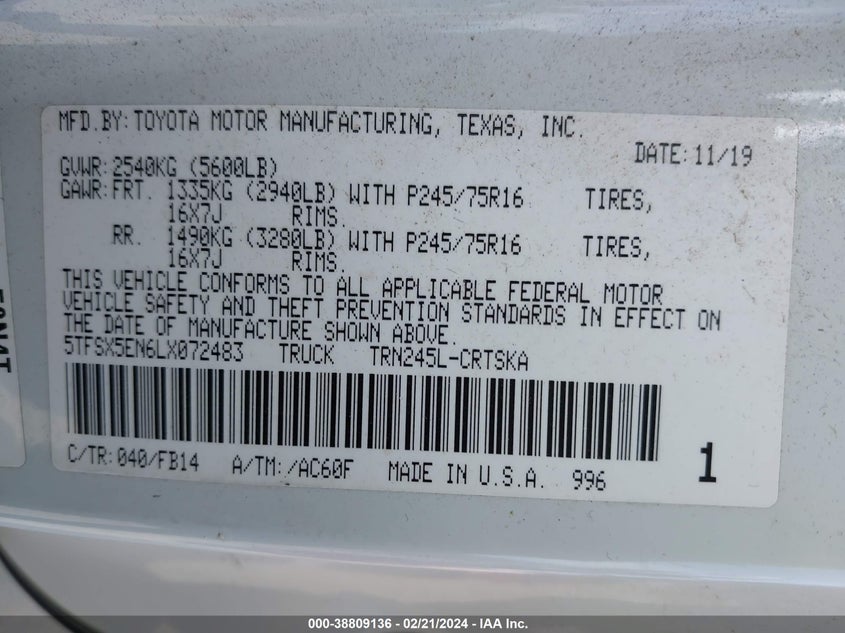 MFD.BY:TOYOTA MOTOR MANUFACTURING, TEXAS, INC.
DATE:11/19
GVWR:2540KG (5600LB)
GAWR:FRT. 1335KG (2940LB) WITH P245/75R16 TIRES,
16X7J RIMS.
RR. 1490KG (3280LB) WITH P245/75R16 TIRES,
16X7J RIMS.
THIS VEHICLE CONFORMS TO ALL APPLICABLE FEDERAL MOTOR
VEHICLE SAFETY AND THEFT PREVENTION STANDARDS IN EFFECT ON
THE DATE OF MANUFACTURE SHOWN ABOVE.
5TFSX5EN6LX072483 TRUCK TRN245L-CRTSKA
C/TR:040/FB14 A/TM:/AC60F MADE IN U.S.A. 996
1
000-38809136 - 02/21/2024 - IAA Inc.